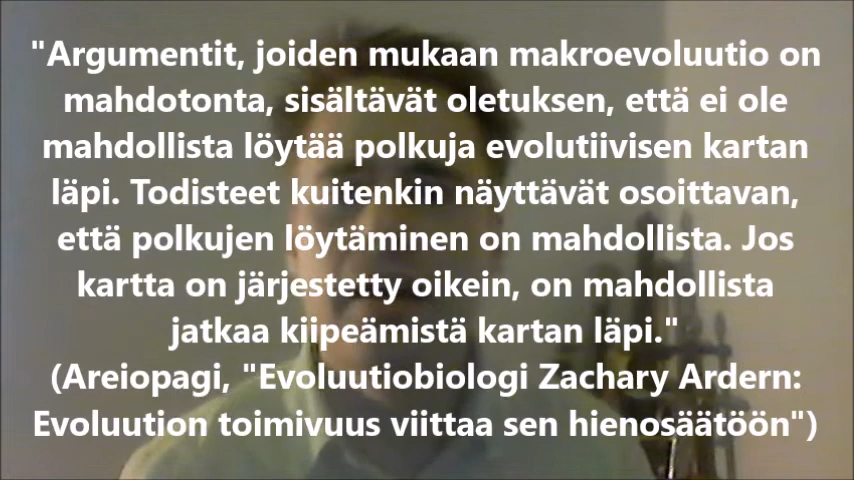 "Argumentit, joiden mukaan makroevoluutio on
mahdotonta, sisältävät oletuksen, että ei ole
mahdollista löytää polkuja evolutiivisen kartan
läpi. Todisteet kuitenkin näyttävät osoittavan,
että polkujen löytäminen on mahdollista. Jos
kartta on järjestetty oikein, on mahdollista
jatkaa kiipeämistä kartan läpi."
(Areiopagi, "Evoluutiobiologi Zachary Ardern:
Evoluution toimivuus viittaa sen hienosäätöön")